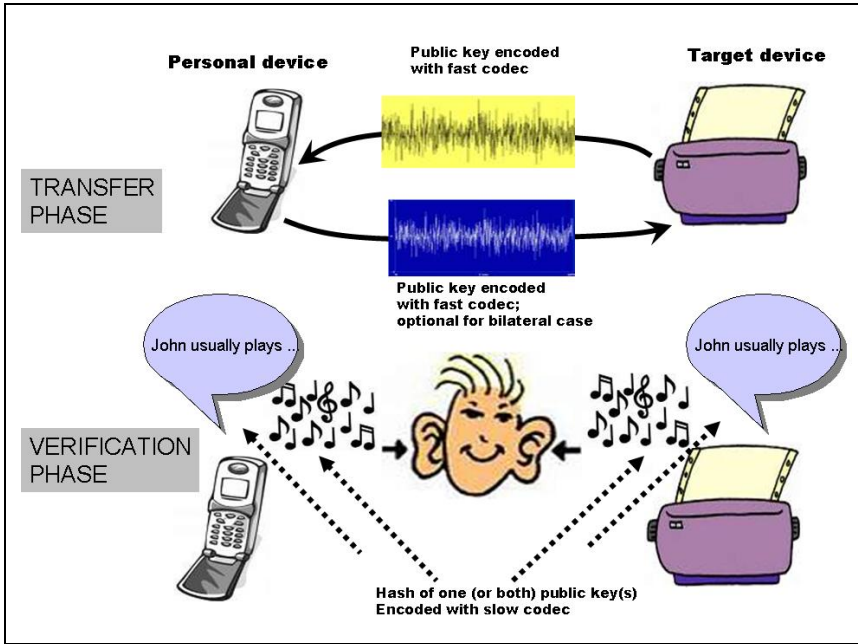 Personal device
Public key encoded
with fast codec
Target device
TRANSFER
PHASE
Public key encoded
with fast codec;
optional for bilateral case
John usually plays ...
John usually plays ...
VERIFICATION
PHASE
Hash of one (or both) public key(s)
Encoded with slow codec